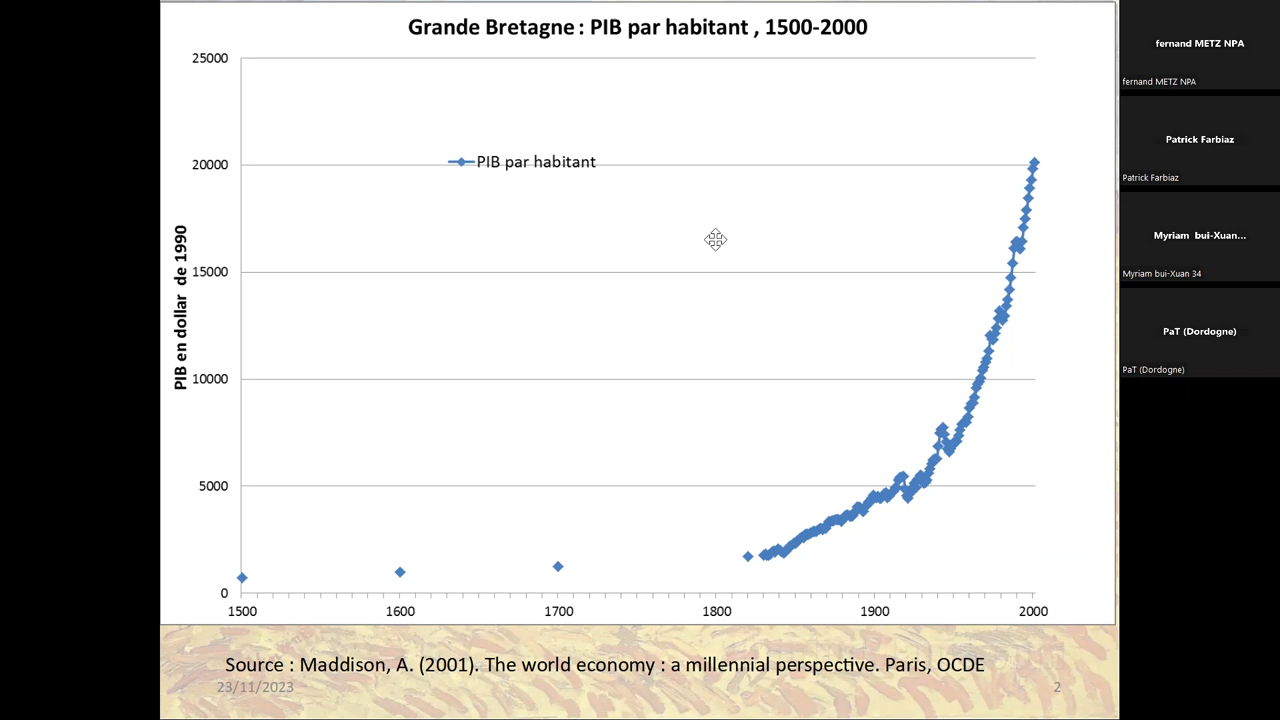 Grande Bretagne : PIB par habitant , 1500-2000
25000
20000
15000
10000
5000
0
PIB en dollar de 1990
PIB par habitant
1500 1600 1700 1800 1900 2000
Source : Maddison, A. (2001). The world economy : a millennial perspective. Paris, OCDE
23/11/2023 2
fernand METZ NPA
fernand METZ NPA
Patrick Farbiaz
Patrick Farbiaz
Myriam bui-Xuan...
Myriam bui-Xuan 34
PaT (Dordogne)
PaT (Dordogne)